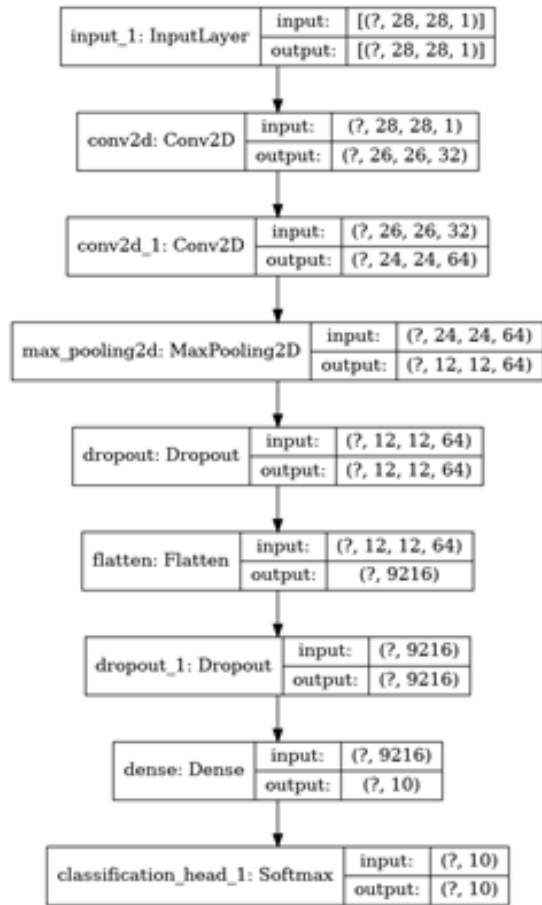 input_1: InputLayer
input: [(?, 28, 28, 1)]
output: [(?, 28, 28, 1)]
conv2d: Conv2D
input: (?, 28, 28, 1)
output: (?, 26, 26, 32)
conv2d_1: Conv2D
input: (?, 26, 26, 32)
output: (?, 24, 24, 64)
max_pooling2d: MaxPooling2D
input: (?, 24, 24, 64)
output: (?, 12, 12, 64)
dropout: Dropout
input: (?, 12, 12, 64)
output: (?, 12, 12, 64)
flatten: Flatten
input: (?, 12, 12, 64)
output: (?, 9216)
dropout_1: Dropout
input: (?, 9216)
output: (?, 9216)
dense: Dense
input: (?, 9216)
output: (?, 10)
classification_head_1: Softmax
input: (?, 10)
output: (?, 10)